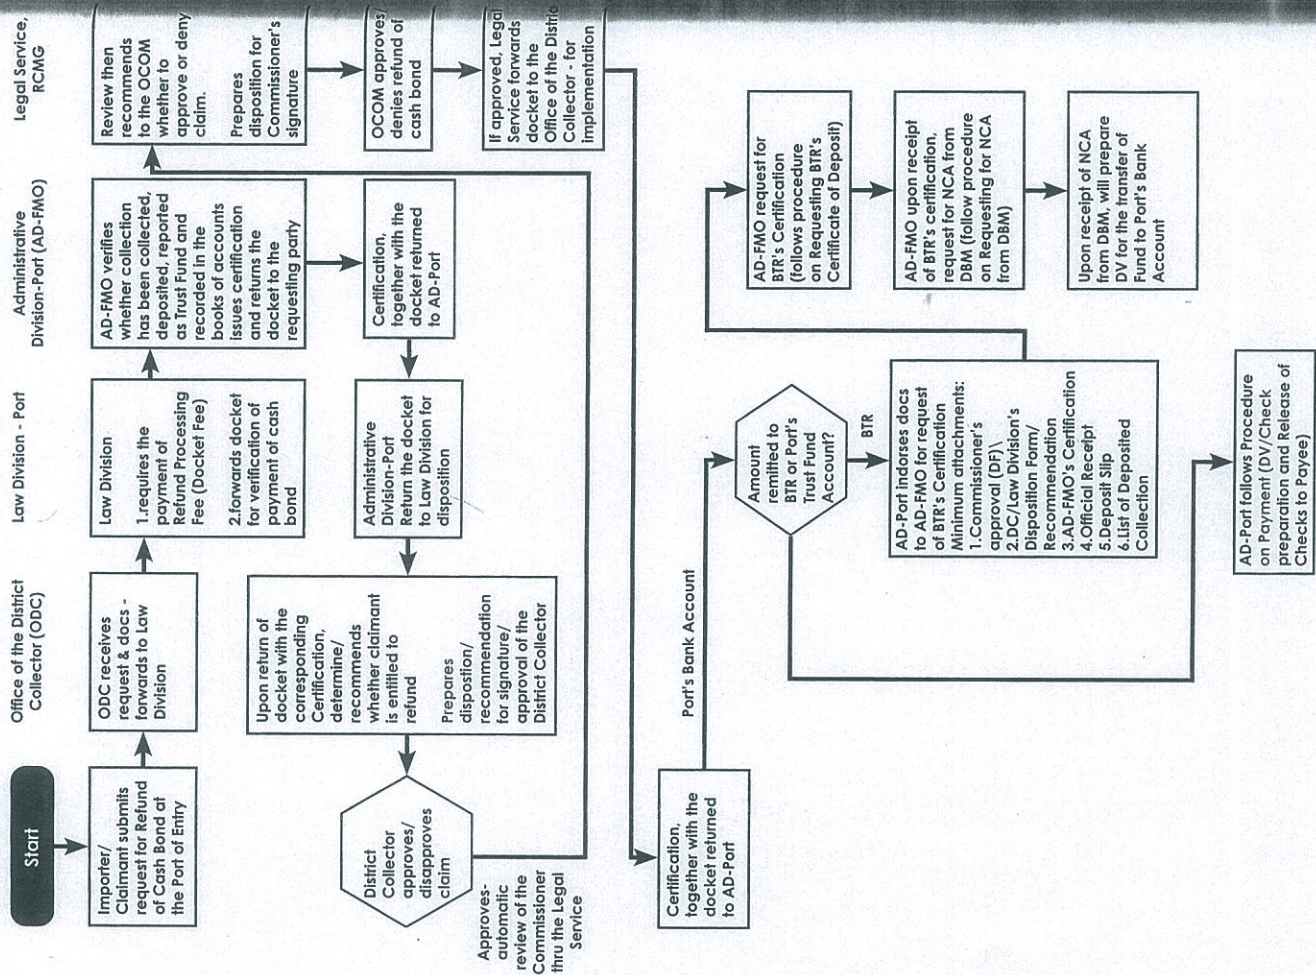 Office of the District
Collector (ODC)
Law Division - Port
Administrative
Division-Port (AD-FMO)
Legal Service,
RCMG
Start
Importer/
Claimant submits
request for Refund
of Cash Bond at
the Port of Entry
ODC receives
request & docs -
forwards to Law
Division
Law Division
1.requires the
payment of
Refund Processing
Fee (Docket Fee)
2.forwards docket
for verification of
payment of cash
bond
AD-FMO verifies
whether collection
has been collected,
deposited, reported
as Trust Fund and
recorded in the
books of accounts
issues certification
and returns the
docket to the
requesting party
Review then
recommends
to the OCOM
whether to
approve or deny
claim.
Prepares
disposition for
Commissioner's
signature
Certification,
together with the
docket returned
to AD-Port
Administrative
Division-Port
Return the docket
to Law Division for
disposition
Upon return of
docket with the
corresponding
Certification,
determine/
recommends
whether claimant
is entitled to
refund
Prepares
dispostion/
recommendation
for signature/
approval of the
District Collector
District
Collector
approves/
disapproves
claim
Approves-
automatic
review of the
Commissioner
thru the Legal
Service
OCOM approves/
denies refund of
cash bond
If approved, Legal
Service forwards
docket to the
Office of the District
Collector - for
implementation
Certification,
together with the
docket returned
to AD-Port
Port's Bank Account
Amount
remitted to
BTR or Port's
Trust Fund
Account?
BTR
AD-Port indorses docs
to AD-FMO for request
of BTR's Certification
Minimum attachments:
1.Commissioner's
approval (DF)\
2.DC/Law Division's
Disposition Form/
Recommendation
3.AD-FMO's Certification
4.Official Receipt
5.Deposit Slip
6.List of Deposited
Collection
AD-FMO request for
BTR's Certification
(follows procedure
on Requesting BTR's
Certificate of Deposit)
AD-FMO upon receipt
of BTR's certification,
request for NCA from
DBM (follow procedure
on Requesting for NCA
from DBM)
Upon receipt of NCA
from DBM, will prepare
DV for the transfer of
Fund to Port's Bank
Account
AD-Port follows Procedure
on Payment (DV/Check
preparation and Release of
Checks to Payee)